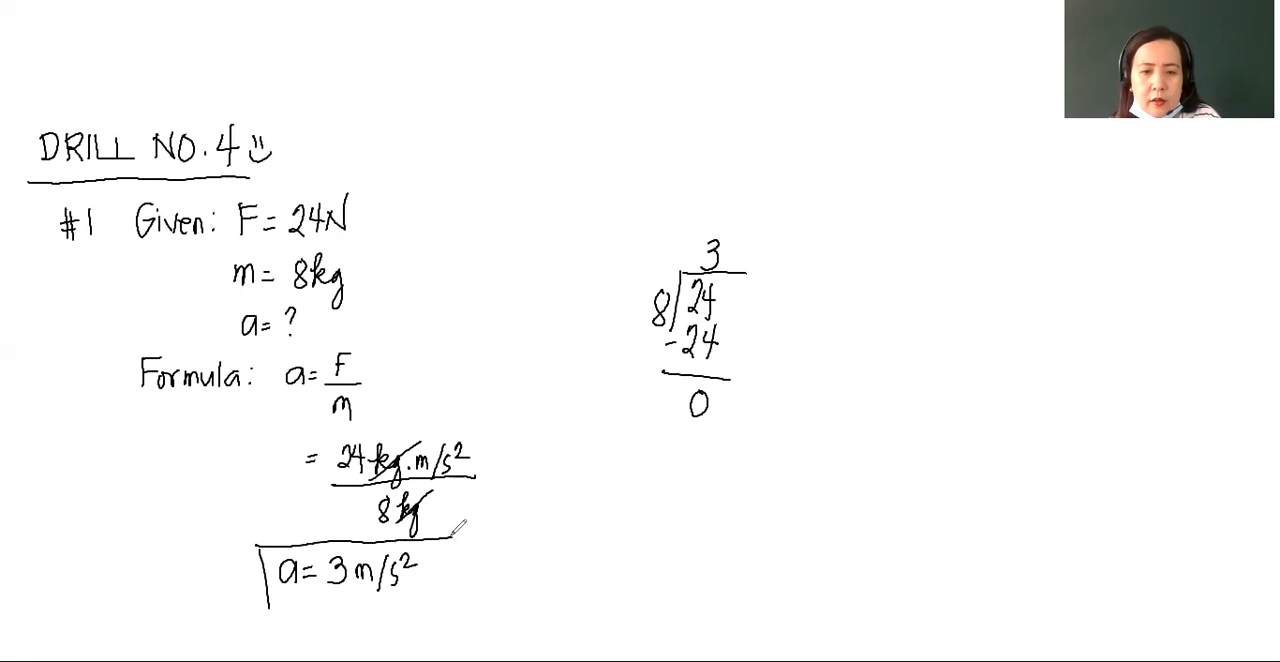 DRILL NO. 4
#1 Given: F = 24N
m = 8kg
a = ?
Formula: a = F
m
= 24 kg . m/s²
8 kg
a = 3 m/s²
3
8 24
-24
0